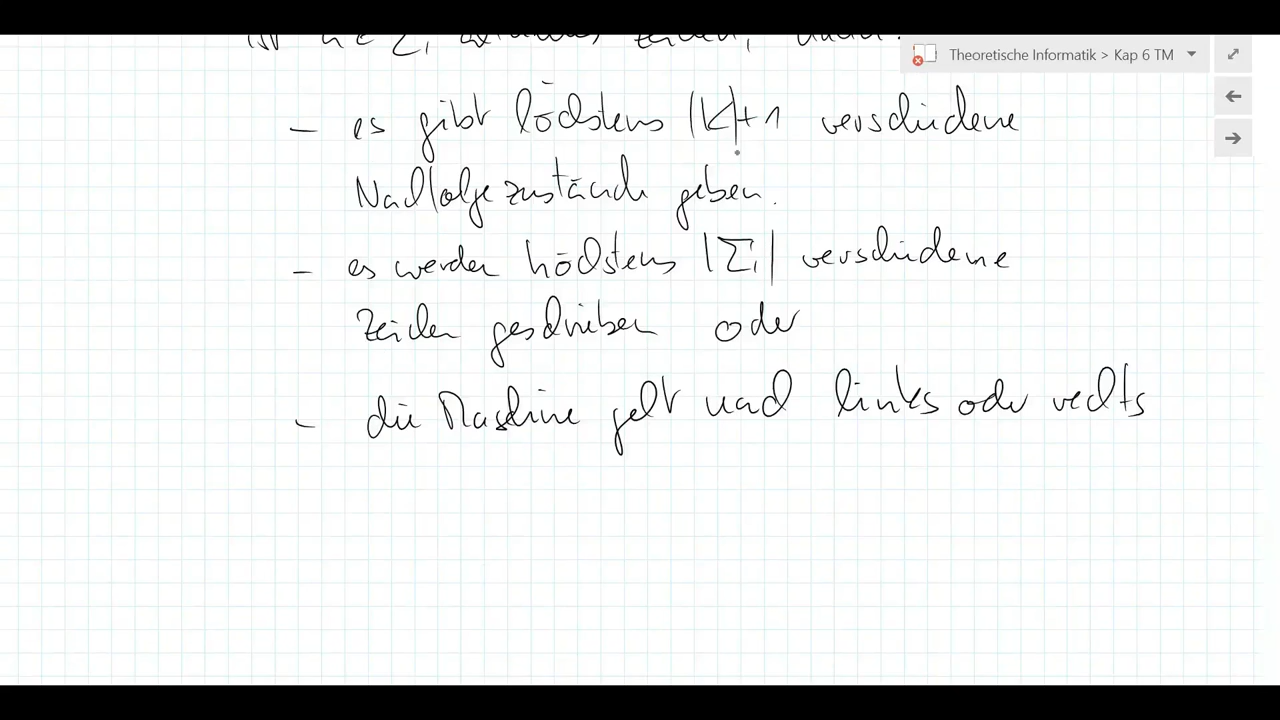 Theoretische Informatik > Kap 6 TM
- es gibt höchstens |K|+1 verschiedene
Nachfolgezustände geben.
- es werden höchstens |Σ₁| verschiedene
Zeichen geschrieben oder
- die Maschine geht nach links oder rechts